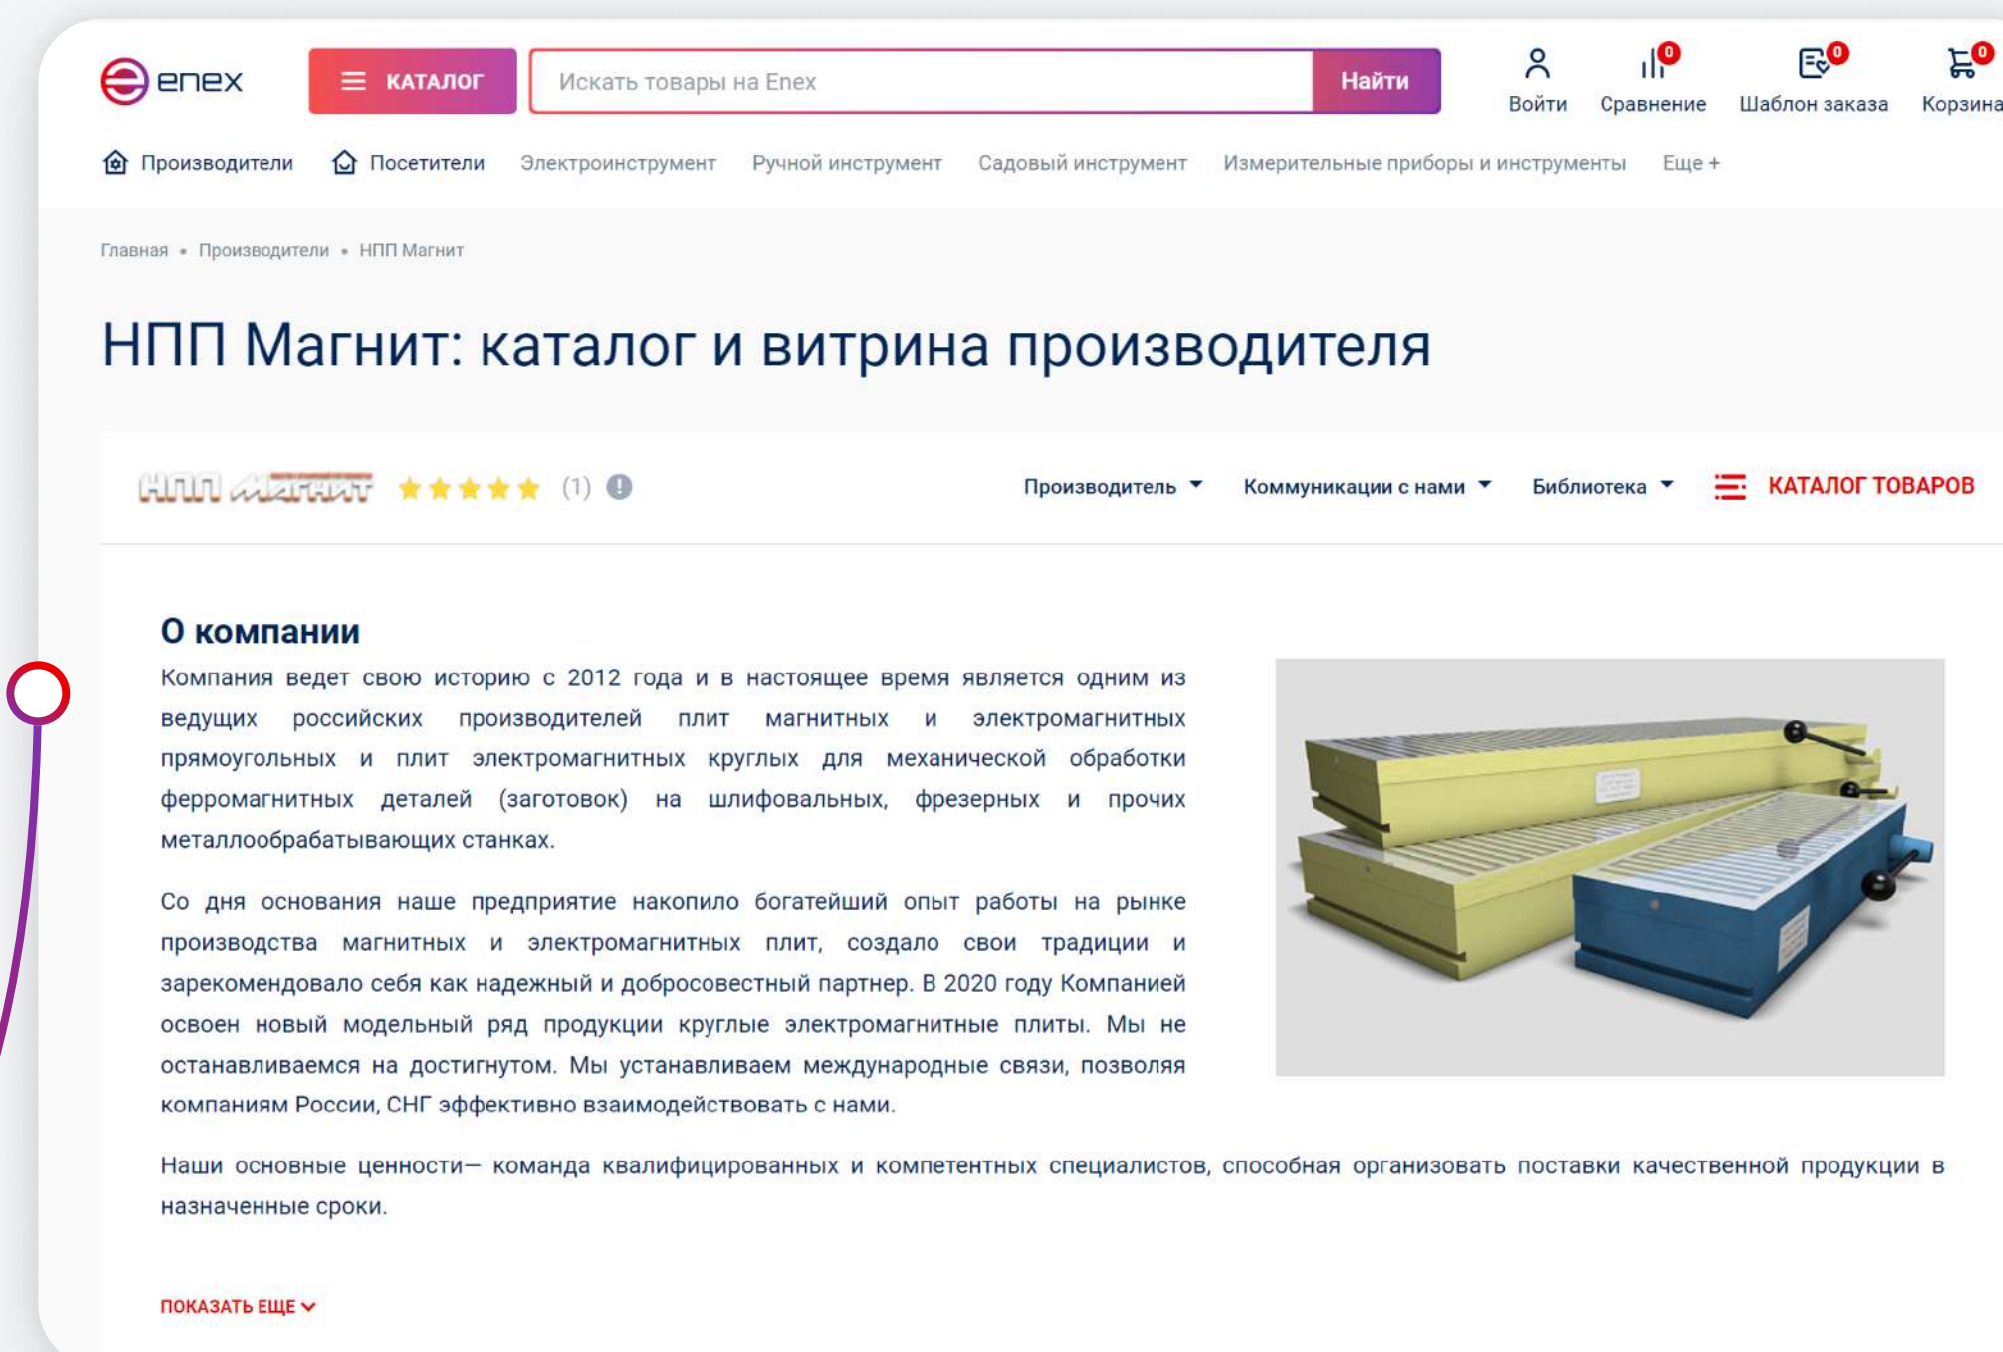 enex
КАТАЛОГ
Искать товары на Enex
Найти
Войти
0
Сравнение
0
Шаблон заказа
0
Корзина
Производители
Посетители
Электроинструмент
Ручной инструмент
Садовый инструмент
Измерительные приборы и инструменты
Еще +
Главная • Производители • НПП Магнит
НПП Магнит: каталог и витрина производителя
НПП Магнит
(1)
Производитель
Коммуникации с нами
Библиотека
КАТАЛОГ ТОВАРОВ
О компании
Компания ведет свою историю с 2012 года и в настоящее время является одним из
ведущих российских производителей плит магнитных и электромагнитных
прямоугольных и плит электромагнитных круглых для механической обработки
ферромагнитных деталей (заготовок) на шлифовальных, фрезерных и прочих
металлообрабатывающих станках.
Со дня основания наше предприятие накопило богатейший опыт работы на рынке
производства магнитных и электромагнитных плит, создало свои традиции и
зарекомендовало себя как надежный и добросовестный партнер. В 2020 году Компанией
освоен новый модельный ряд продукции круглые электромагнитные плиты. Мы не
останавливаемся на достигнутом. Мы устанавливаем международные связи, позволяя
компаниям России, СНГ эффективно взаимодействовать с нами.
Наши основные ценности— команда квалифицированных и компетентных специалистов, способная организовать поставки качественной продукции в
назначенные сроки.
ПОКАЗАТЬ ЕЩЕ